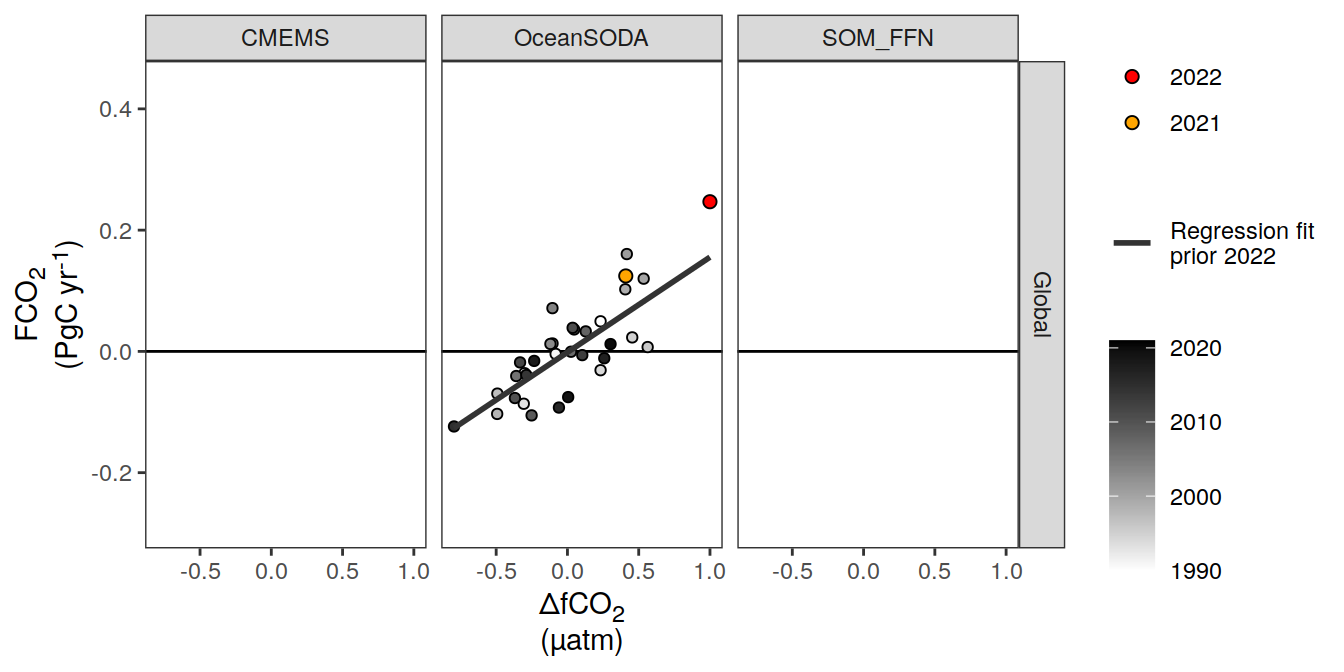 CMEMS
OceanSODA
SOM_FFN
0.4
0.2
0.0
-0.2
FCO₂
(PgC yr⁻¹)
Global
-0.5 0.0 0.5 1.0
-0.5 0.0 0.5 1.0
-0.5 0.0 0.5 1.0
ΔfCO₂
(µatm)
2022
2021
Regression fit
prior 2022
2020
2010
2000
1990